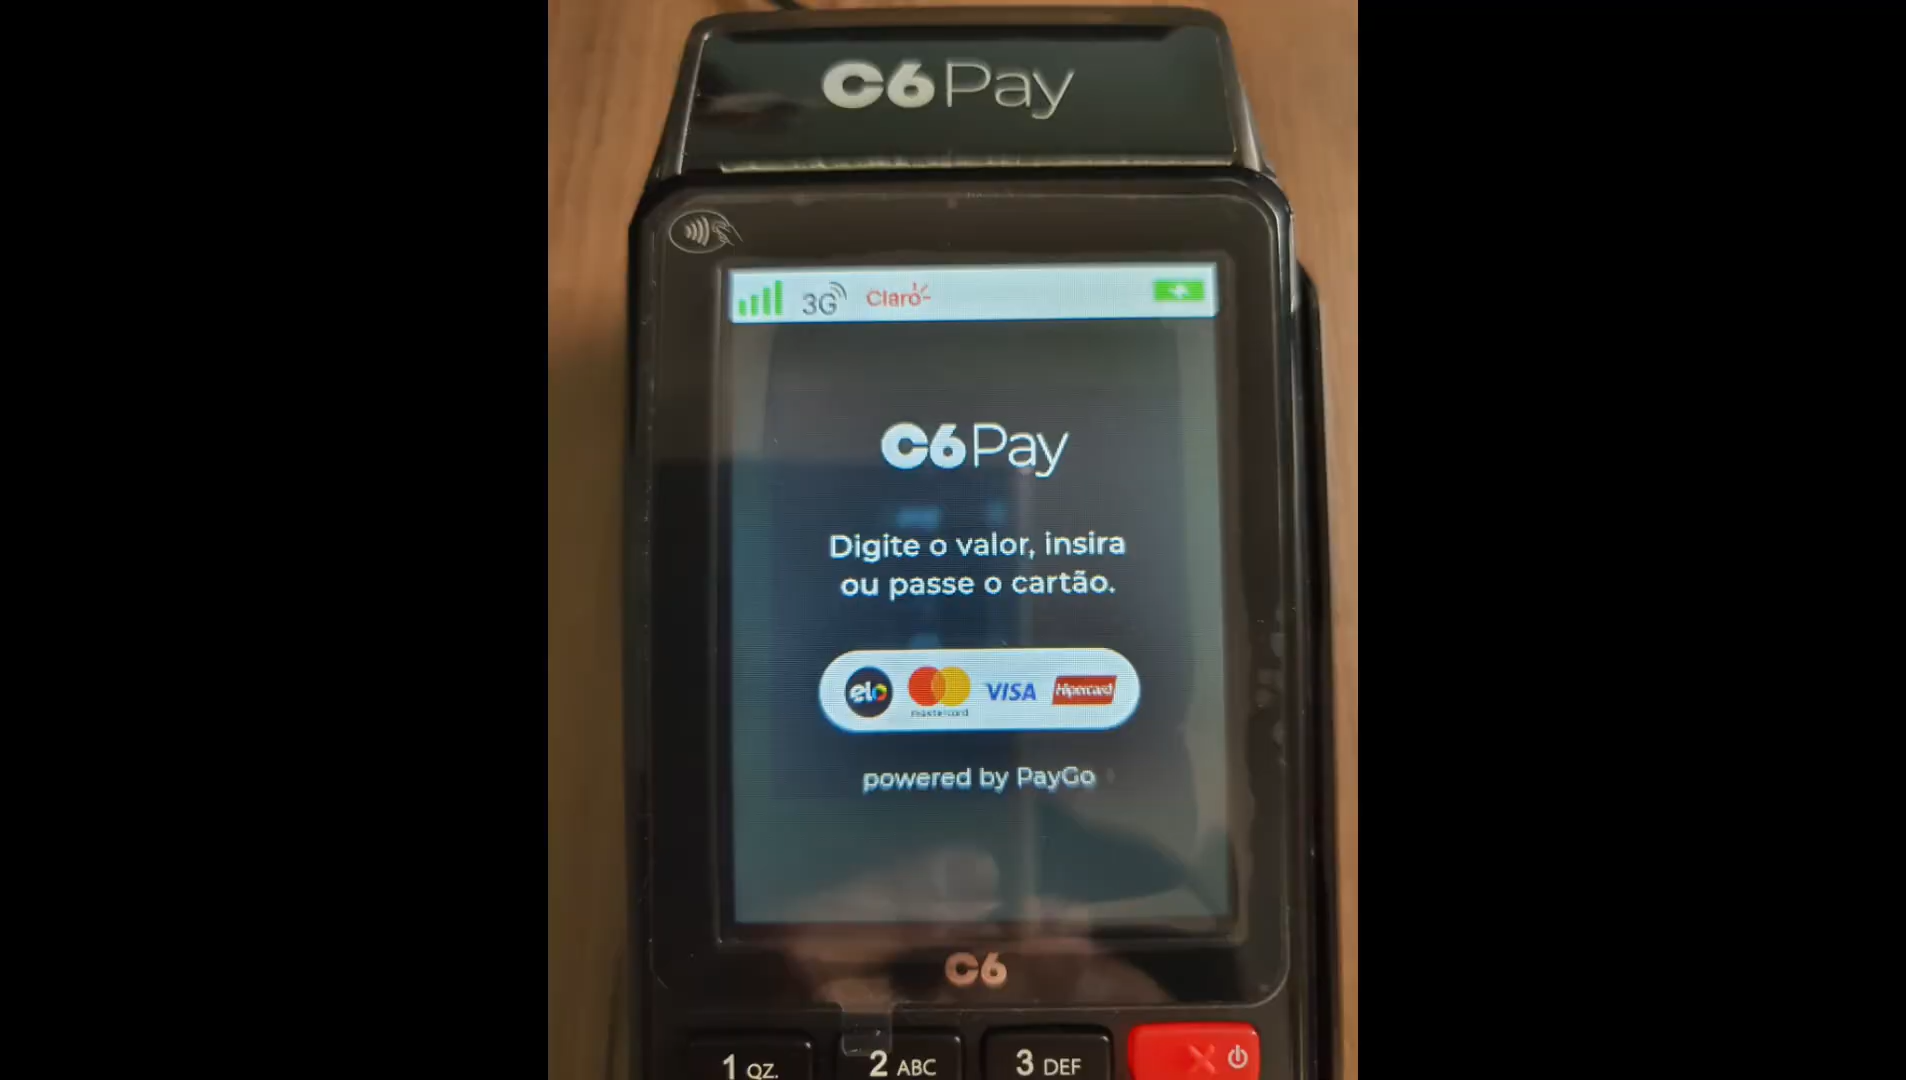 C6 Pay
3G Claro
C6 Pay
Digite o valor, insira
ou passe o cartão.
elo mastercard VISA Hipercard
powered by PayGo
C6
1 QZ. 2 ABC 3 DEF